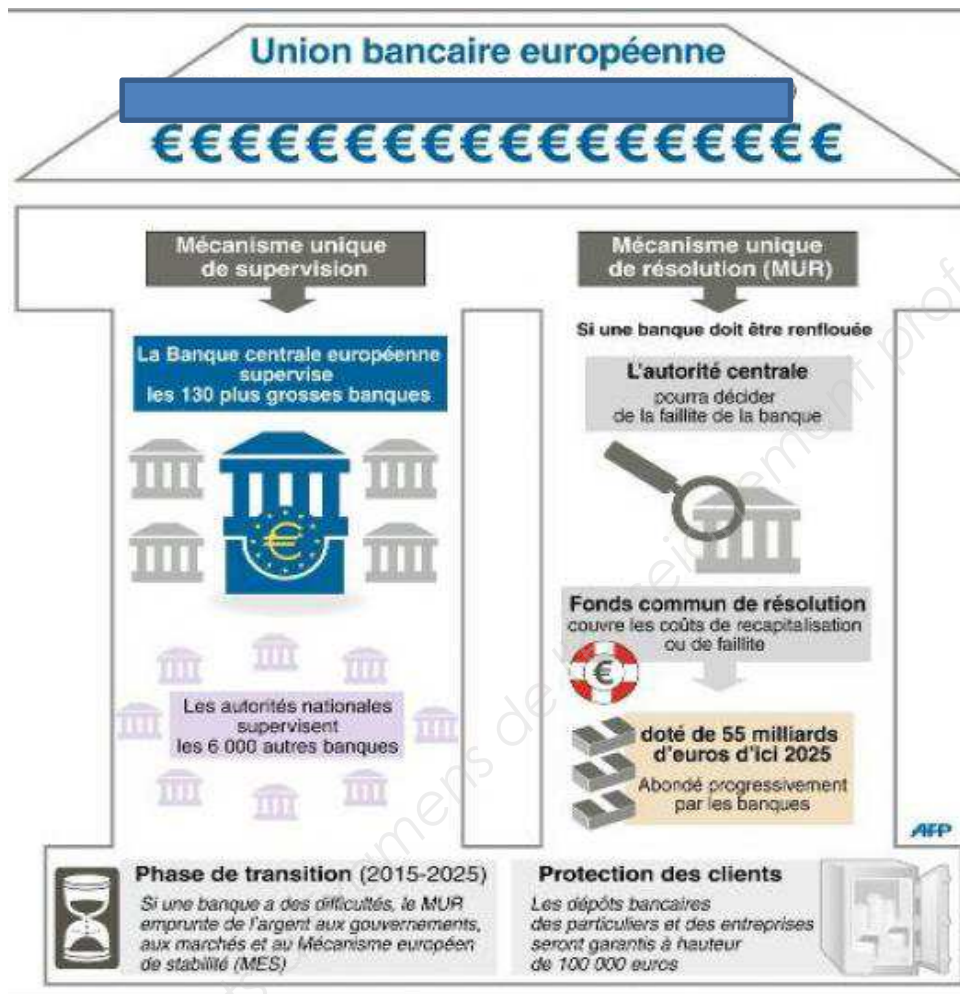 Union bancaire européenne
€€€€€€€€€€€€€€€€€€
Mécanisme unique
de supervision
La Banque centrale européenne
supervise
les 130 plus grosses banques
€
Les autorités nationales
supervisent
les 6 000 autres banques
Mécanisme unique
de résolution (MUR)
Si une banque doit être renflouée
L'autorité centrale
pourra décider
de la faillite de la banque
Fonds commun de résolution
couvre les coûts de recapitalisation
ou de faillite
€
doté de 55 milliards
d'euros d'ici 2025
Abondé progressivement
par les banques
AFP
Phase de transition (2015-2025)
Si une banque a des difficultés, le MUR
emprunte de l'argent aux gouvernements,
aux marchés et au Mécanisme européen
de stabilité (MES)
Protection des clients
Les dépôts bancaires
des particuliers et des entreprises
seront garantis à hauteur
de 100 000 euros